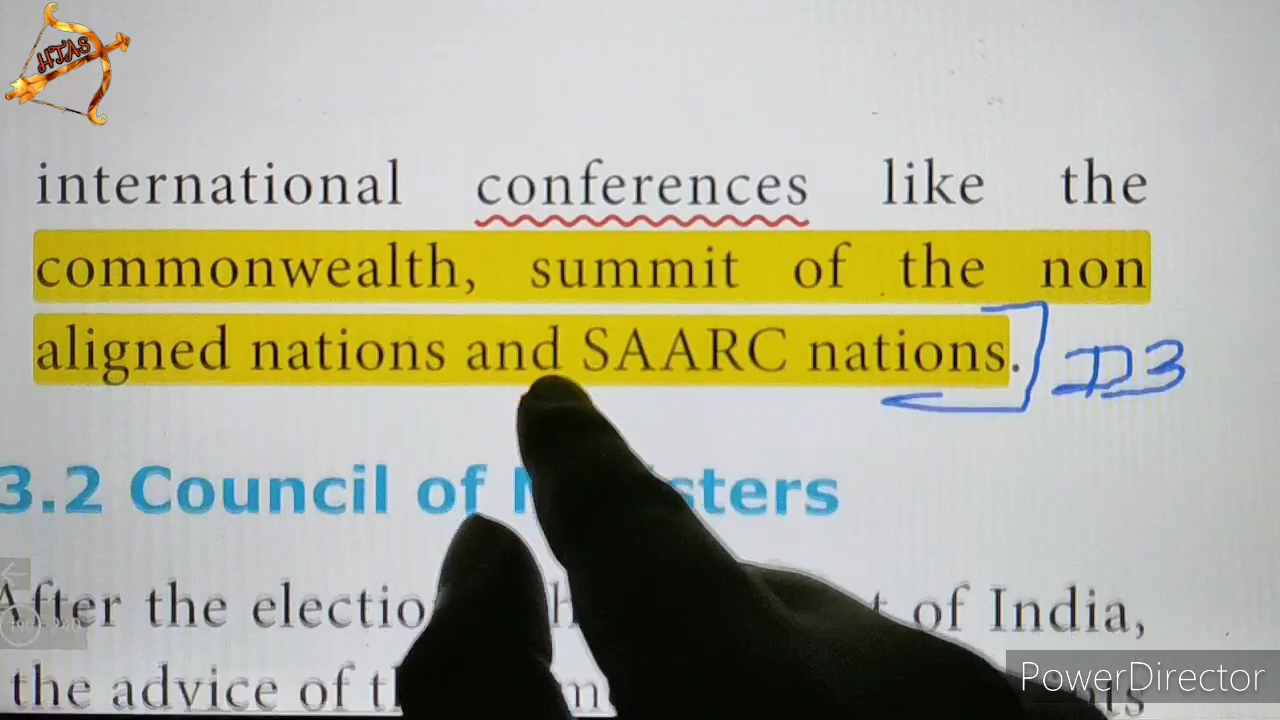 HTAS
international conferences like the
commonwealth, summit of the non
aligned nations and SAARC nations.
D3
3.2 Council of
After the of India,
the advice of
PowerDirector